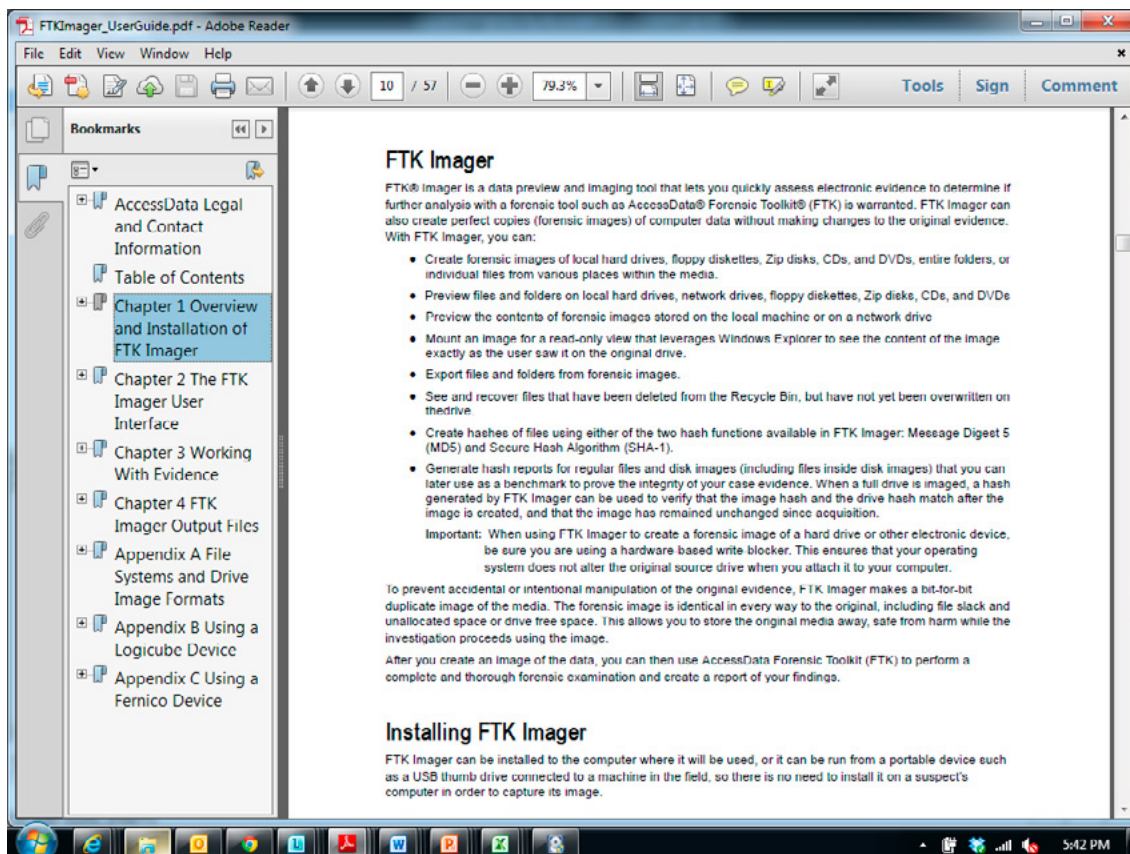 FTKImager_UserGuide.pdf - Adobe Reader
File Edit View Window Help
10 / 57 79.3% Tools Sign Comment
Bookmarks
AccessData Legal
and Contact
Information
Table of Contents
Chapter 1 Overview
and Installation of
FTK Imager
Chapter 2 The FTK
Imager User
Interface
Chapter 3 Working
With Evidence
Chapter 4 FTK
Imager Output Files
Appendix A File
Systems and Drive
Image Formats
Appendix B Using a
Logicube Device
Appendix C Using a
Fernico Device
FTK Imager
FTK® Imager is a data preview and imaging tool that lets you quickly assess electronic evidence to determine if
further analysis with a forensic tool such as AccessData® Forensic Toolkit® (FTK) is warranted. FTK Imager can
also create perfect copies (forensic images) of computer data without making changes to the original evidence.
With FTK Imager, you can:
• Create forensic images of local hard drives, floppy diskettes, Zip disks, CDs, and DVDs, entire folders, or
individual files from various places within the media.
• Preview files and folders on local hard drives, network drives, floppy diskettes, Zip disks, CDs, and DVDs
• Preview the contents of forensic images stored on the local machine or on a network drive
• Mount an image for a read-only view that leverages Windows Explorer to see the content of the image
exactly as the user saw it on the original drive.
• Export files and folders from forensic images.
• See and recover files that have been deleted from the Recycle Bin, but have not yet been overwritten on
thedrive.
• Create hashes of files using either of the two hash functions available in FTK Imager: Message Digest 5
(MD5) and Secure Hash Algorithm (SHA-1).
• Generate hash reports for regular files and disk images (including files inside disk images) that you can
later use as a benchmark to prove the integrity of your case evidence. When a full drive is imaged, a hash
generated by FTK Imager can be used to verify that the image hash and the drive hash match after the
image is created, and that the image has remained unchanged since acquisition.
Important: When using FTK Imager to create a forensic image of a hard drive or other electronic device,
be sure you are using a hardware-based write-blocker. This ensures that your operating
system does not alter the original source drive when you attach it to your computer.
To prevent accidental or intentional manipulation of the original evidence, FTK Imager makes a bit-for-bit
duplicate image of the media. The forensic image is identical in every way to the original, including file slack and
unallocated space or drive free space. This allows you to store the original media away, safe from harm while the
investigation proceeds using the image.
After you create an image of the data, you can then use AccessData Forensic Toolkit (FTK) to perform a
complete and thorough forensic examination and create a report of your findings.
Installing FTK Imager
FTK Imager can be installed to the computer where it will be used, or it can be run from a portable device such
as a USB thumb drive connected to a machine in the field, so there is no need to install it on a suspect's
computer in order to capture its image.
5:42 PM